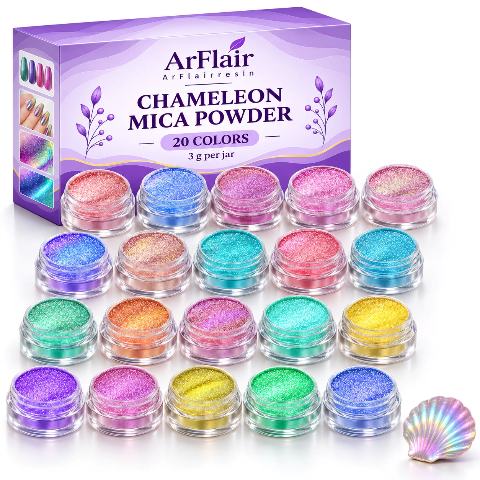 ArFlair
ArFlairresin
CHAMELEON
MICA POWDER
20 COLORS
3 g per jar